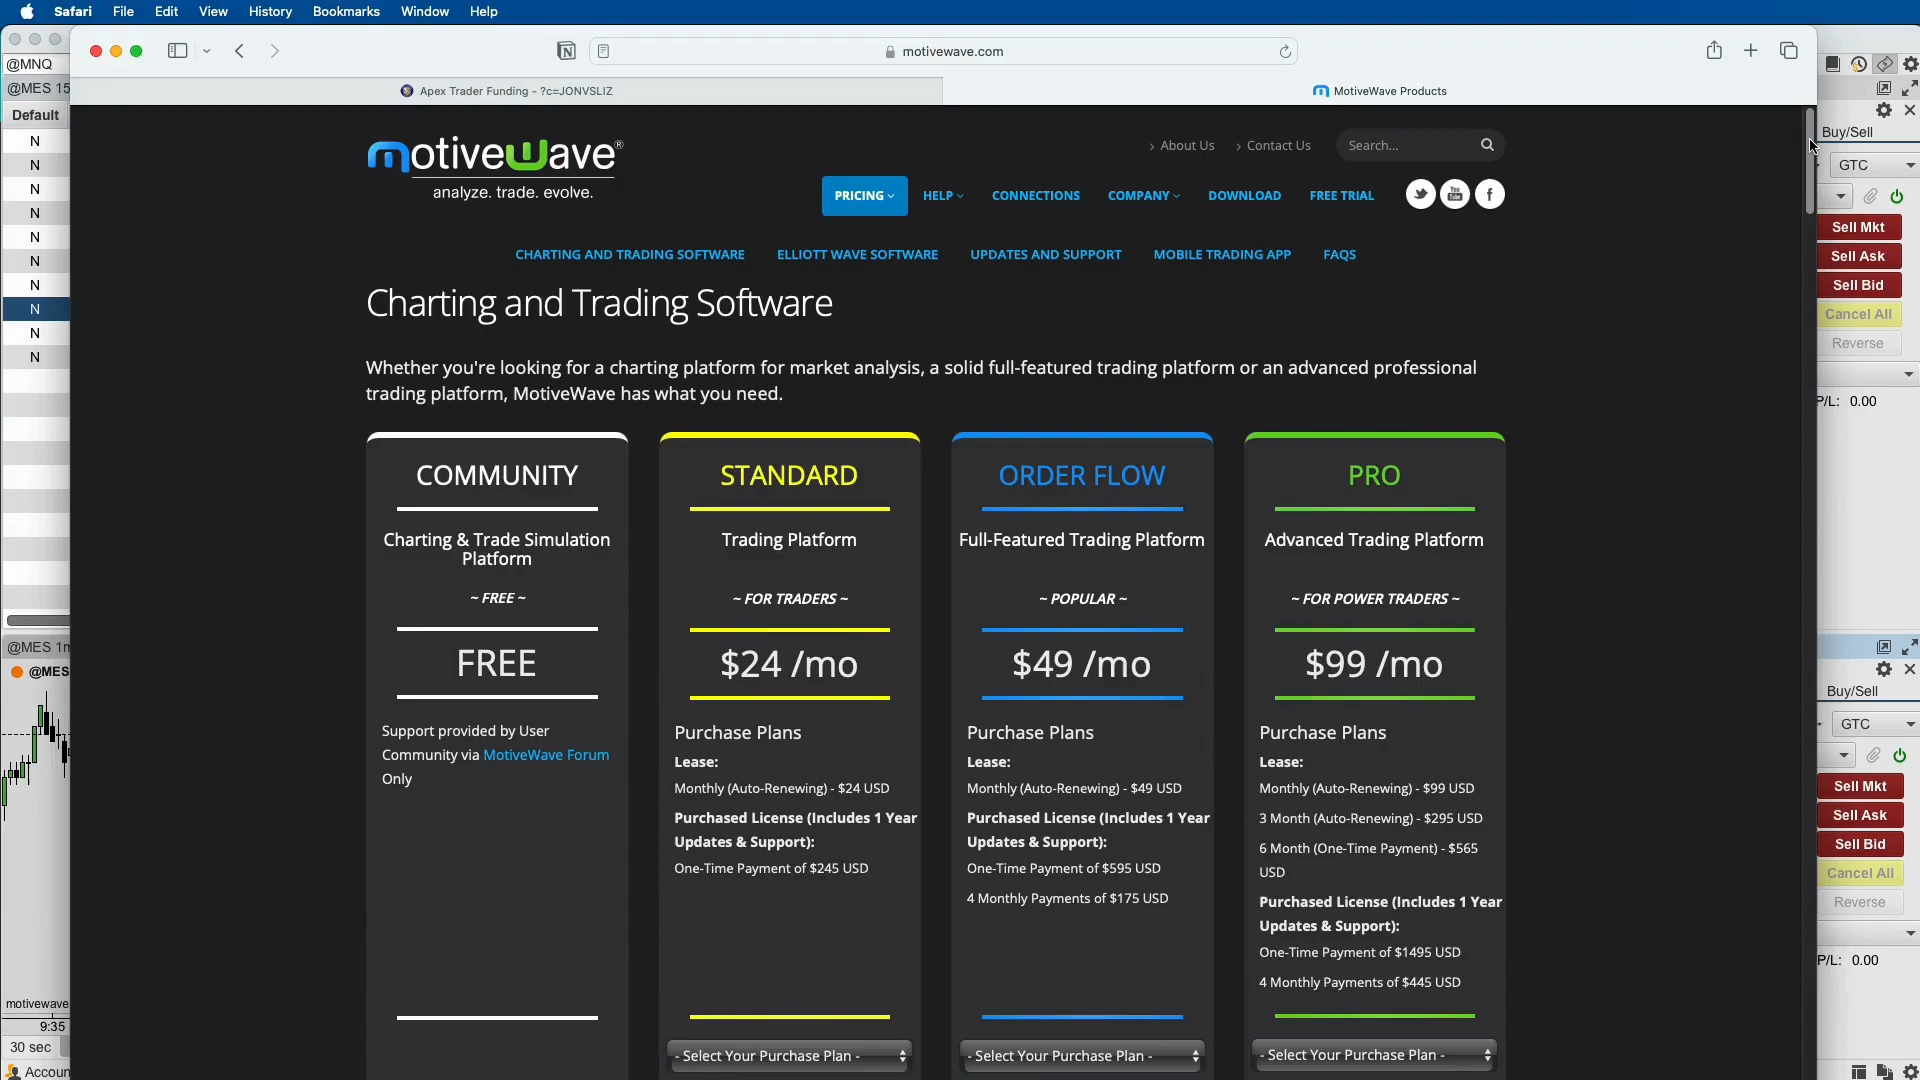 Safari File Edit View History Bookmarks Window Help
motivewave.com
Apex Trader Funding - ?c=JONVSLIZ
MotiveWave Products
@MNQ
@MES 15
Default
N
N
N
N
N
N
N
N
N
N
@MES 1m
@MES
motivewave
9:35
30 sec
Accoun
motivewave®
analyze. trade. evolve.
About Us
Contact Us
Search...
PRICING
HELP
CONNECTIONS
COMPANY
DOWNLOAD
FREE TRIAL
You Tube
f
CHARTING AND TRADING SOFTWARE
ELLIOTT WAVE SOFTWARE
UPDATES AND SUPPORT
MOBILE TRADING APP
FAQS
Charting and Trading Software
Whether you're looking for a charting platform for market analysis, a solid full-featured trading platform or an advanced professional
trading platform, MotiveWave has what you need.
COMMUNITY
Charting & Trade Simulation
Platform
~ FREE ~
FREE
Support provided by User
Community via MotiveWave Forum
Only
STANDARD
Trading Platform
~ FOR TRADERS ~
$24 /mo
Purchase Plans
Lease:
Monthly (Auto-Renewing) - $24 USD
Purchased License (Includes 1 Year
Updates & Support):
One-Time Payment of $245 USD
- Select Your Purchase Plan -
ORDER FLOW
Full-Featured Trading Platform
~ POPULAR ~
$49 /mo
Purchase Plans
Lease:
Monthly (Auto-Renewing) - $49 USD
Purchased License (Includes 1 Year
Updates & Support):
One-Time Payment of $595 USD
4 Monthly Payments of $175 USD
- Select Your Purchase Plan -
PRO
Advanced Trading Platform
~ FOR POWER TRADERS ~
$99 /mo
Purchase Plans
Lease:
Monthly (Auto-Renewing) - $99 USD
3 Month (Auto-Renewing) - $295 USD
6 Month (One-Time Payment) - $565
USD
Purchased License (Includes 1 Year
Updates & Support):
One-Time Payment of $1495 USD
4 Monthly Payments of $445 USD
- Select Your Purchase Plan -
Buy/Sell
GTC
Sell Mkt
Sell Ask
Sell Bid
Cancel All
Reverse
P/L: 0.00
Buy/Sell
GTC
Sell Mkt
Sell Ask
Sell Bid
Cancel All
Reverse
P/L: 0.00